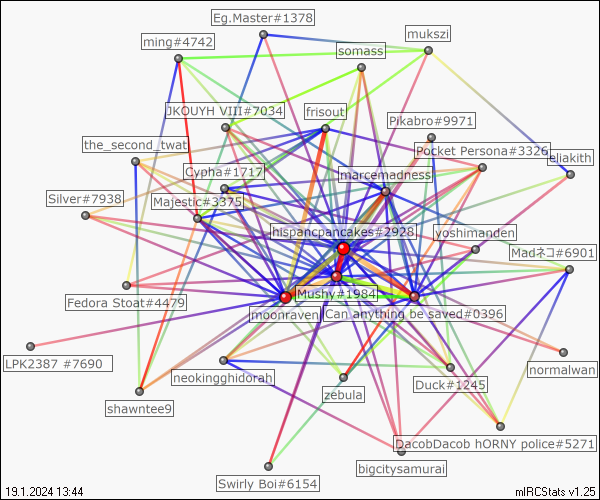 Eg.Master#1378
mukszi
ming#4742
somass
JKOUYH VIII#7034
frisout
Pikabro#9971
the_second_twat
Pocket Persona#3326
eliakith
Cypha#1717
marcemadness
Silver#7938
Majestic#3375
hispancpancakes#2928
yoshimanden
Madネコ#6901
Fedora Stoat#4479
Mushy#1984
moonraven
Can anything be saved#0396
LPK2387 #7690
normalwan
neokingghidorah
Duck#1245
zebula
shawntee9
DacobDacob hORNY police#5271
bigcitysamurai
Swirly Boi#6154
19.1.2024 13:44
mIRCStats v1.25